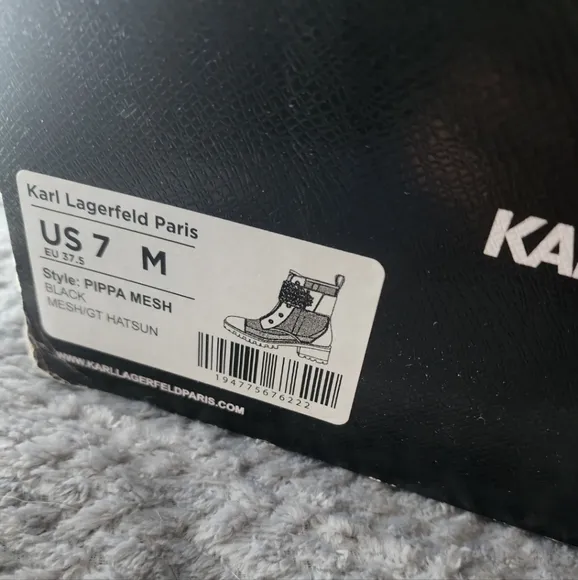 Karl Lagerfeld Paris
US 7 M
EU 37.5
Style: PIPPA MESH
BLACK
MESH/GT HATSUN
194775676222
WWW.KARLLAGERFELDPARIS.COM
KA